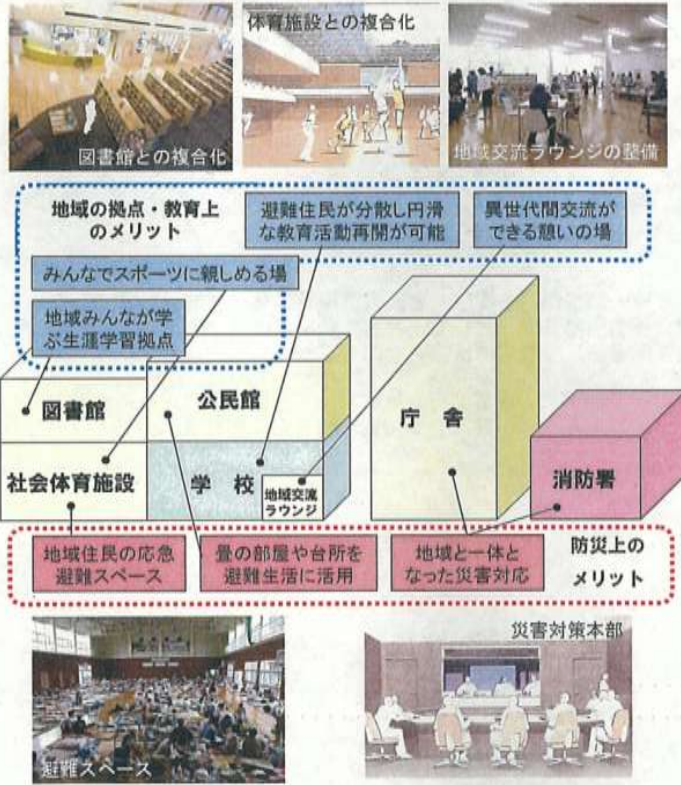 図書館との複合化
体育施設との複合化
地域交流ラウンジの整備
地域の拠点・教育上
のメリット
避難住民が分散し円滑
な教育活動再開が可能
異世代間交流が
できる憩いの場
みんなでスポーツに親しめる場
地域みんなが学
ぶ生涯学習拠点
図書館
公民館
庁 舎
社会体育施設
学 校
地域交流
ラウンジ
消防署
地域住民の応急
避難スペース
畳の部屋や台所を
避難生活に活用
地域と一体と
なった災害対応
防災上の
メリット
避難スペース
災害対策本部